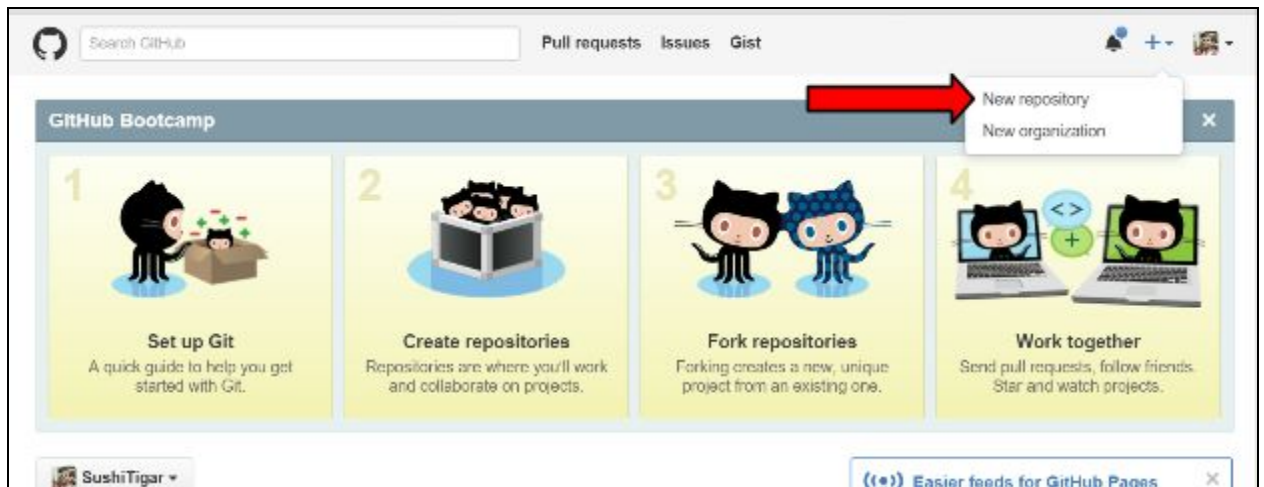 Search GitHub
Pull requests Issues Gist
New repository
New organization
GitHub Bootcamp
1
Set up Git
A quick guide to help you get
started with Git.
2
Create repositories
Repositories are where you'll work
and collaborate on projects.
3
Fork repositories
Forking creates a new, unique
project from an existing one.
4
Work together
Send pull requests, follow friends.
Star and watch projects.
SushiTigar
Easier feeds for GitHub Pages